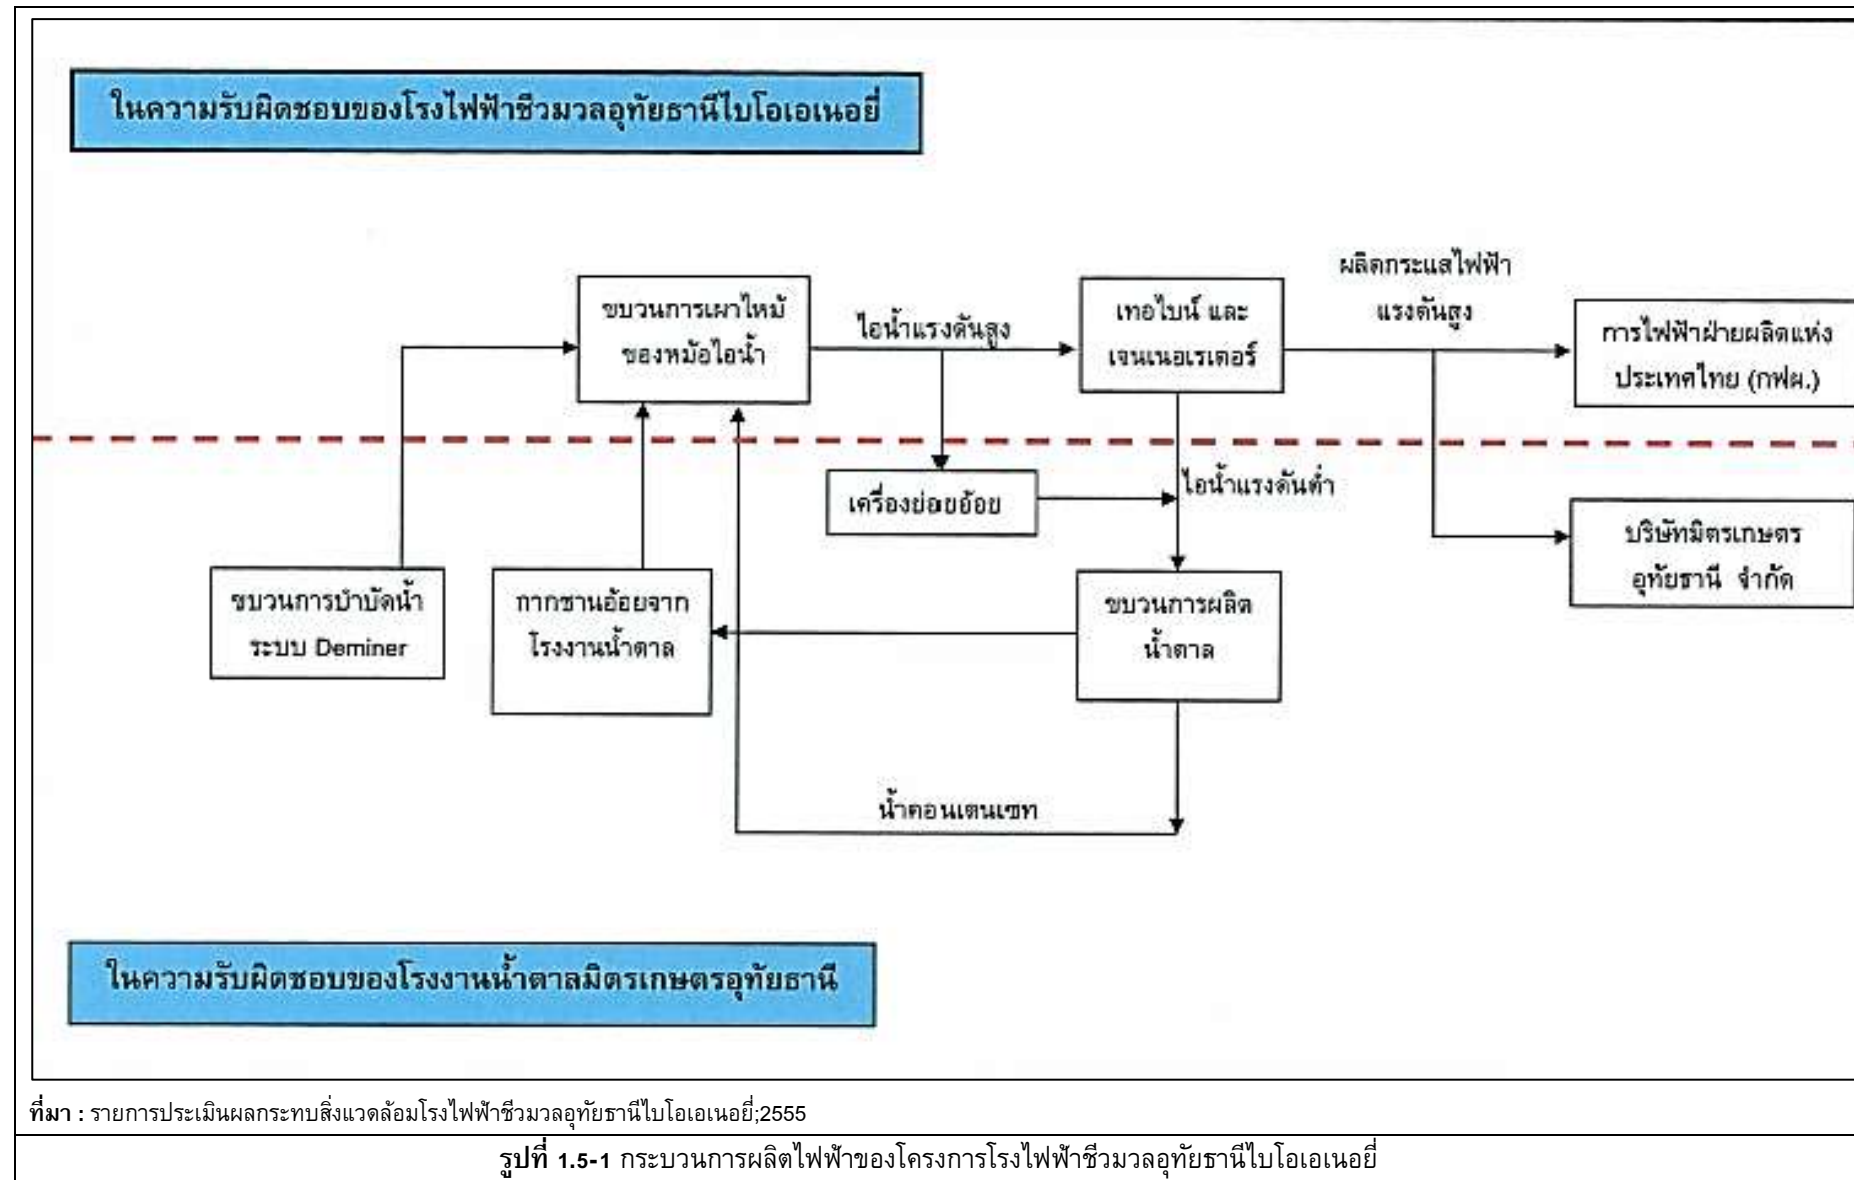 ในความรับผิดชอบของโรงไฟฟ้าชีวมวลอุทัยธานีไบโอเอเนอยี่
ผลิตกระแสไฟฟ้า
แรงดันสูง
ขบวนการเผาไหม้
ของหม้อไอน้ำ
ไอน้ำแรงดันสูง
เทอไบน์ และ
เจนเนอเรเตอร์
การไฟฟ้าฝ่ายผลิตแห่ง
ประเทศไทย (กฟผ.)
เครื่องย่อยอ้อย
ไอน้ำแรงดันต่ำ
บริษัทมิตรเกษตร
อุทัยธานี จำกัด
ขบวนการบำบัดน้ำ
ระบบ Deminer
กากชานอ้อยจาก
โรงงานน้ำตาล
ขบวนการผลิต
น้ำตาล
น้ำคอนเดนเซท
ในความรับผิดชอบของโรงงานน้ำตาลมิตรเกษตรอุทัยธานี
ที่มา : รายการประเมินผลกระทบสิ่งแวดล้อมโรงไฟฟ้าชีวมวลอุทัยธานีไบโอเอเนอยี่;2555
รูปที่ 1.5-1 กระบวนการผลิตไฟฟ้าของโครงการโรงไฟฟ้าชีวมวลอุทัยธานีไบโอเอเนอยี่